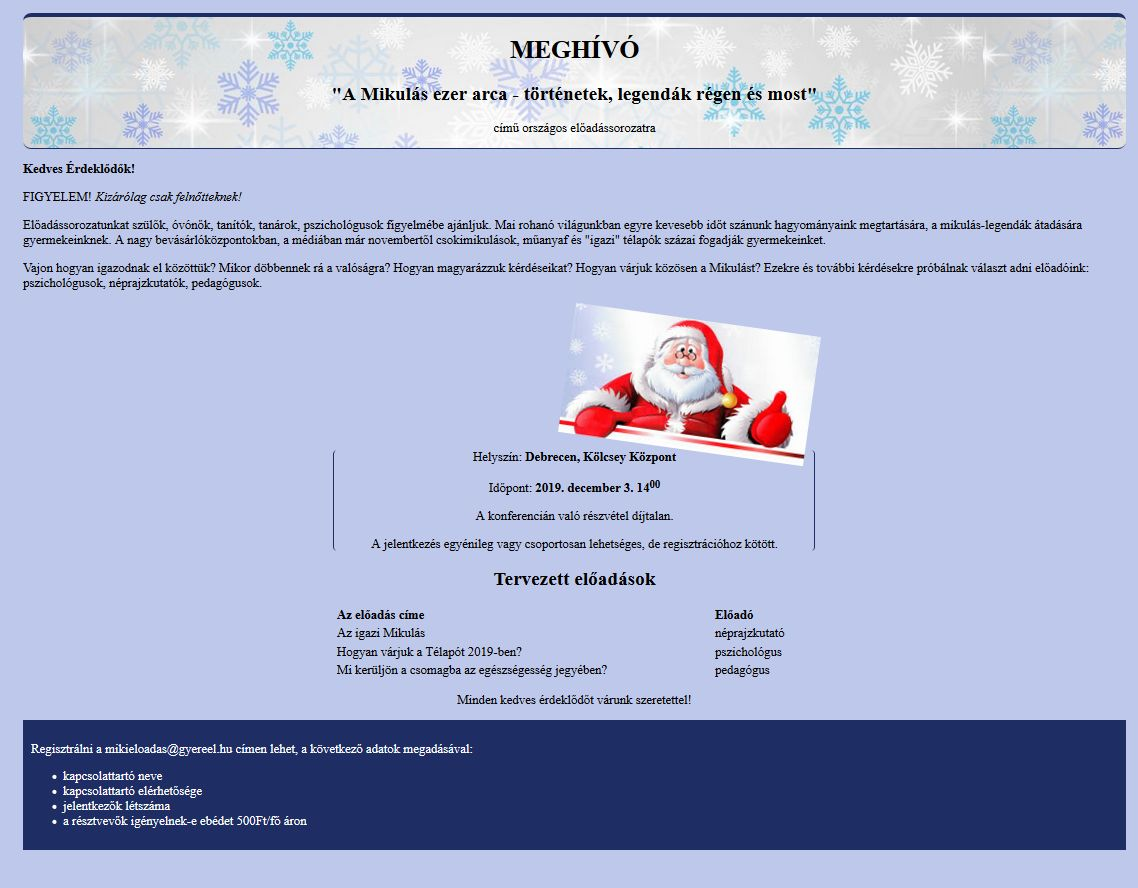 MEGHÍVÓ
"A Mikulás ezer arca - történetek, legendák régen és most"
című országos előadássorozatra
Kedves Érdeklődők!
FIGYELEM! Kizárólag csak felnőtteknek!
Előadássorozatunkat szülők, óvónők, tanítók, tanárok, pszichológusok figyelmébe ajánljuk. Mai rohanó világunkban egyre kevesebb időt szánunk hagyományaink megtartására, a mikulás-legendák átadására
gyermekeinknek. A nagy bevásárlóközpontokban, a médiában már novembertől csokimikulások, műanyaf és "igazi" télapók százai fogadják gyermekeinket.
Vajon hogyan igazodnak el közöttük? Mikor döbbennek rá a valóságra? Hogyan magyarázzuk kérdéseikat? Hogyan várjuk közösen a Mikulást? Ezekre és további kérdésekre próbálnak választ adni előadóink:
pszichológusok, néprajzkutatók, pedagógusok.
Helyszín: Debrecen, Kölcsey Központ
Időpont: 2019. december 3. 14⁰⁰
A konferencián való részvétel díjtalan.
A jelentkezés egyénileg vagy csoportosan lehetséges, de regisztrációhoz kötött.
Tervezett előadások
Az előadás címe Előadó
Az igazi Mikulás néprajzkutató
Hogyan várjuk a Télapót 2019-ben? pszichológus
Mi kerüljön a csomagba az egészségesség jegyében? pedagógus
Minden kedves érdeklődőt várunk szeretettel!
Regisztrálni a mikieloadas@gyereel.hu címen lehet, a következő adatok megadásával:
• kapcsolattartó neve
• kapcsolattartó elérhetősége
• jelentkezők létszáma
• a résztvevők igényelnek-e ebédet 500Ft/fő áron